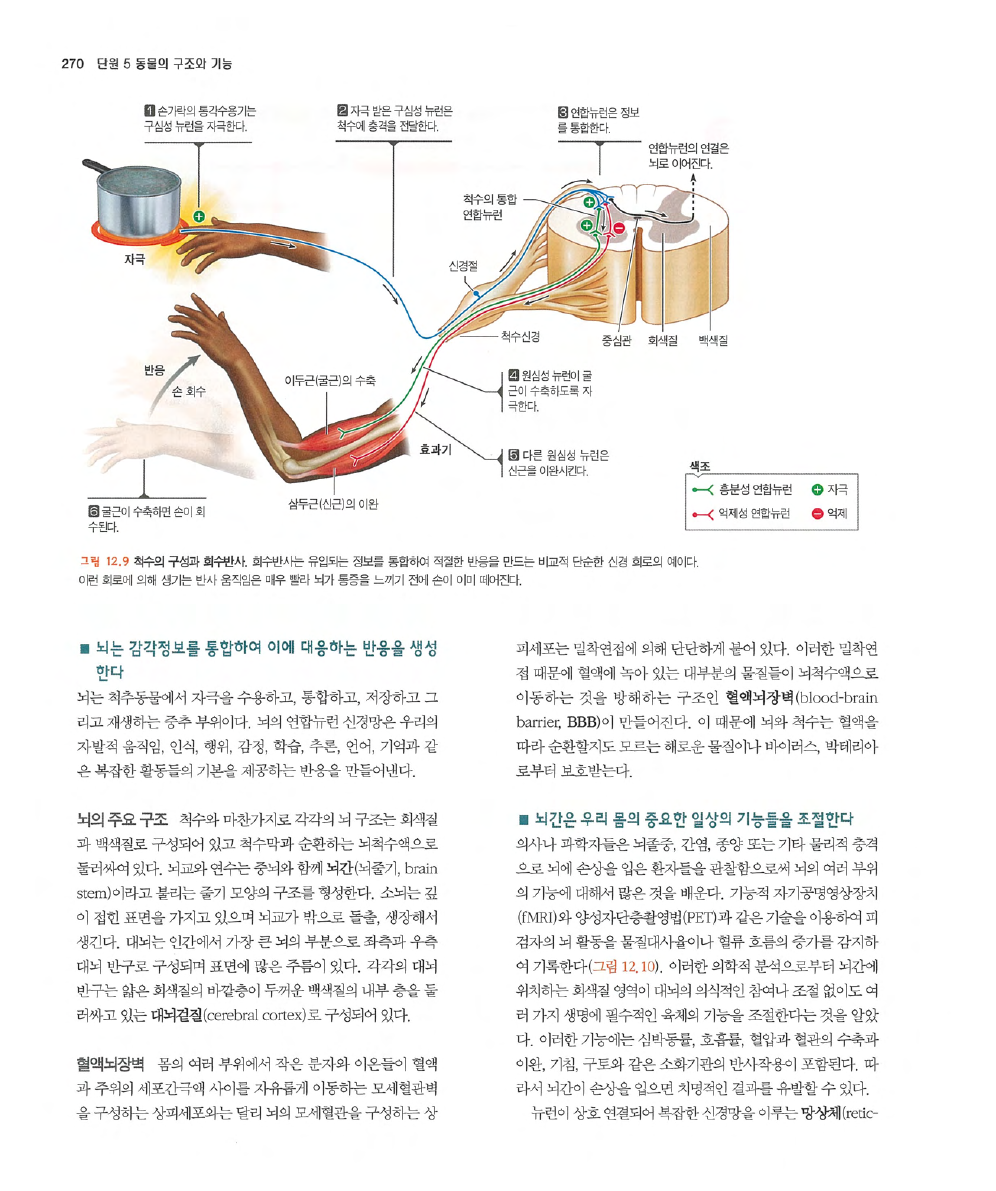 270 단원 5 동물의 구조와 기능
1 손가락의 통각수용기는
구심성 뉴런을 자극한다.
2 자극 받은 구심성 뉴런은
척수에 충격을 전달한다.
3 연합뉴런은 정보
를 통합한다.
연합뉴런의 연결은
뇌로 이어진다.
척수의 통합
연합뉴런
자극
신경절
척수신경
중심관
회색질
백색질
반응
손 회수
이두근(굴근)의 수축
4 원심성 뉴런이 굴
근이 수축하도록 자
극한다.
효과기
5 다른 원심성 뉴런은
신근을 이완시킨다.
삼두근(신근)의 이완
6 굴근이 수축하면 손이 회
수된다.
색조
흥분성 연합뉴런
자극
억제성 연합뉴런
억제
그림 12.9 척수의 구성과 회수반사. 회수반사는 유입되는 정보를 통합하여 적절한 반응을 만드는 비교적 단순한 신경 회로의 예이다.
이런 회로에 의해 생기는 반사 움직임은 매우 빨라 뇌가 통증을 느끼기 전에 손이 이미 떼어진다.
■ 뇌는 감각정보를 통합하여 이에 대응하는 반응을 생성
한다
뇌는 척추동물에서 자극을 수용하고, 통합하고, 저장하고 그
리고 재생하는 중추 부위이다. 뇌의 연합뉴런 신경망은 우리의
자발적 움직임, 인식, 행위, 감정, 학습, 추론, 언어, 기억과 같
은 복잡한 활동들의 기본을 제공하는 반응을 만들어낸다.
뇌의 주요 구조 척수와 마찬가지로 각각의 뇌 구조는 회색질
과 백색질로 구성되어 있고 척수막과 순환하는 뇌척수액으로
둘러싸여 있다. 뇌교와 연수는 중뇌와 함께 뇌간(뇌줄기, brain
stem)이라고 불리는 줄기 모양의 구조를 형성한다. 소뇌는 깊
이 접힌 표면을 가지고 있으며 뇌교가 밖으로 돌출, 생장해서
생긴다. 대뇌는 인간에서 가장 큰 뇌의 부분으로 좌측과 우측
대뇌 반구로 구성되며 표면에 많은 주름이 있다. 각각의 대뇌
반구는 얇은 회색질의 바깥층이 두꺼운 백색질의 내부 층을 둘
러싸고 있는 대뇌겉질(cerebral cortex)로 구성되어 있다.
혈액뇌장벽 몸의 여러 부위에서 작은 분자와 이온들이 혈액
과 주위의 세포간극액 사이를 자유롭게 이동하는 모세혈관벽
을 구성하는 상피세포와는 달리 뇌의 모세혈관을 구성하는 상
피세포는 밀착연접에 의해 단단하게 붙어 있다. 이러한 밀착연
접 때문에 혈액에 녹아 있는 대부분의 물질들이 뇌척수액으로
이동하는 것을 방해하는 구조인 혈액뇌장벽(blood-brain
barrier, BBB)이 만들어진다. 이 때문에 뇌와 척수는 혈액을
따라 순환할지도 모르는 해로운 물질이나 바이러스, 박테리아
로부터 보호받는다.
■ 뇌간은 우리 몸의 중요한 일상의 기능들을 조절한다
의사나 과학자들은 뇌졸중, 간염, 종양 또는 기타 물리적 충격
으로 뇌에 손상을 입은 환자들을 관찰함으로써 뇌의 여러 부위
의 기능에 대해서 많은 것을 배운다. 기능적 자기공명영상장치
(fMRI)와 양성자단층촬영법(PET)과 같은 기술을 이용하여 피
검자의 뇌 활동을 물질대사율이나 혈류 흐름의 증가를 감지하
여 기록한다(그림 12.10). 이러한 의학적 분석으로부터 뇌간에
위치하는 회색질 영역이 대뇌의 의식적인 참여나 조절 없이도 여
러 가지 생명에 필수적인 육체의 기능을 조절한다는 것을 알았
다. 이러한 기능에는 심박동률, 호흡률, 혈압과 혈관의 수축과
이완, 기침, 구토와 같은 소화기관의 반사작용이 포함된다. 따
라서 뇌간이 손상을 입으면 치명적인 결과를 유발할 수 있다.
뉴런이 상호 연결되어 복잡한 신경망을 이루는 망상체(retic-